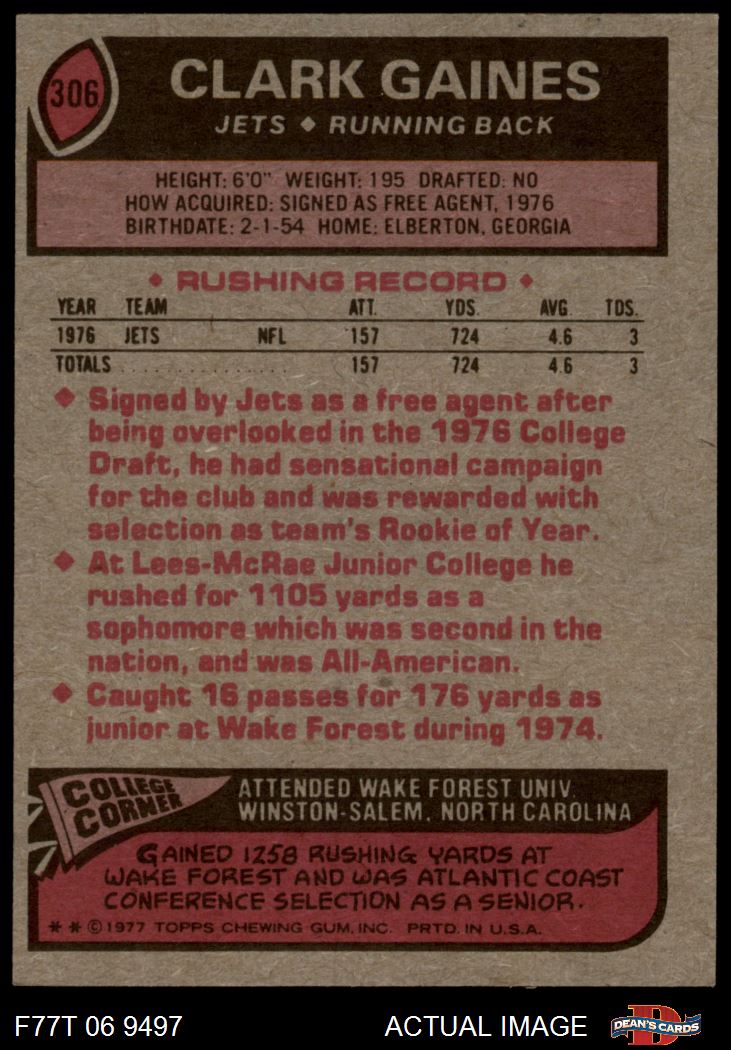 306
CLARK GAINES
JETS ◆ RUNNING BACK
HEIGHT: 6'0" WEIGHT: 195 DRAFTED: NO
HOW ACQUIRED: SIGNED AS FREE AGENT, 1976
BIRTHDATE: 2-1-54 HOME: ELBERTON, GEORGIA
◆ RUSHING RECORD ◆
YEAR TEAM ATT. YDS. AVG. TDS.
1976 JETS NFL 157 724 4.6 3
TOTALS . . . . . . . . . . . . . . . 157 724 4.6 3
◆ Signed by Jets as a free agent after
being overlooked in the 1976 College
Draft, he had sensational campaign
for the club and was rewarded with
selection as team's Rookie of Year.
◆ At Lees-McRae Junior College he
rushed for 1105 yards as a
sophomore which was second in the
nation, and was All-American.
◆ Caught 16 passes for 176 yards as
junior at Wake Forest during 1974.
COLLEGE
CORNER
ATTENDED WAKE FOREST UNIV.
WINSTON-SALEM, NORTH CAROLINA
GAINED 1258 RUSHING YARDS AT
WAKE FOREST AND WAS ATLANTIC COAST
CONFERENCE SELECTION AS A SENIOR.
* * © 1977 TOPPS CHEWING GUM, INC. PRTD. IN U.S.A.
F77T 06 9497
ACTUAL IMAGE
DEAN'S CARDS